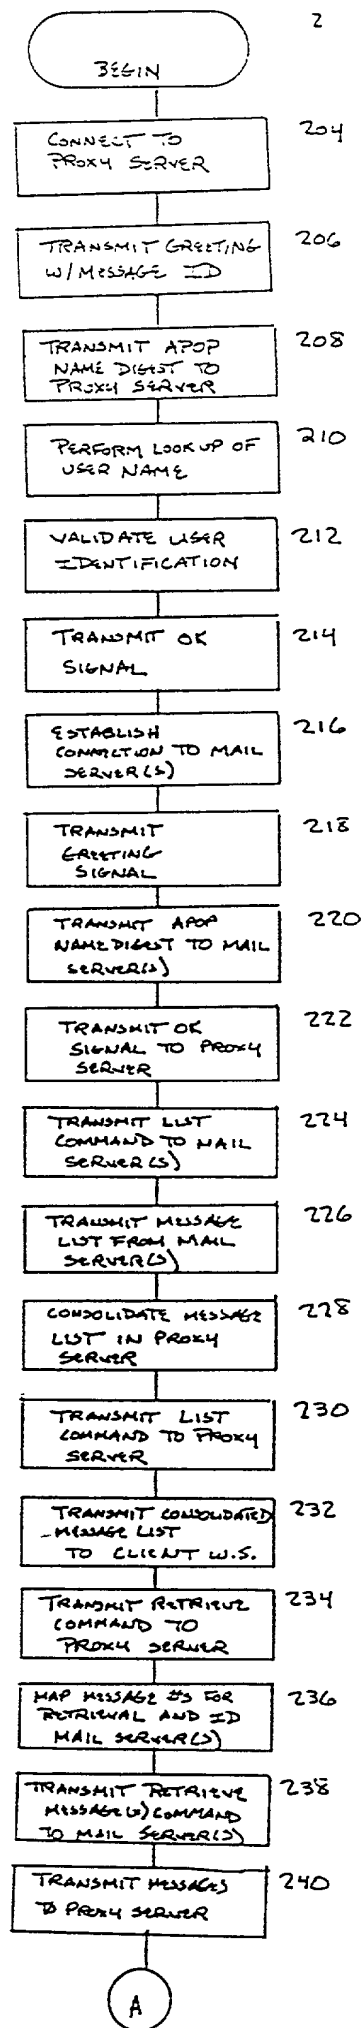 2
BEGIN
CONNECT TO
PROXY SERVER
204
TRANSMIT GREETING
W/MESSAGE ID
206
TRANSMIT APOP
NAME DIGEST TO
PROXY SERVER
208
PERFORM LOOKUP OF
USER NAME
210
VALIDATE USER
IDENTIFICATION
212
TRANSMIT OK
SIGNAL
214
ESTABLISH
CONNECTION TO MAIL
SERVER(S)
216
TRANSMIT
GREETING
SIGNAL
218
TRANSMIT APOP
NAME DIGEST TO MAIL
SERVER(S)
220
TRANSMIT OK
SIGNAL TO PROXY
SERVER
222
TRANSMIT LIST
COMMAND TO MAIL
SERVER(S)
224
TRANSMIT MESSAGE
LIST FROM MAIL
SERVER(S)
226
CONSOLIDATE MESSAGE
LIST IN PROXY
SERVER
228
TRANSMIT LIST
COMMAND TO PROXY
SERVER
230
TRANSMIT CONSOLIDATED
MESSAGE LIST
TO CLIENT W.S.
232
TRANSMIT RETRIEVE
COMMAND TO
PROXY SERVER
234
MAP MESSAGE #S FOR
RETRIEVAL AND ID
MAIL SERVER(S)
236
TRANSMIT RETRIEVE
MESSAGE(S) COMMAND
TO MAIL SERVER(S)
238
TRANSMIT MESSAGES
TO PROXY SERVER
240
A